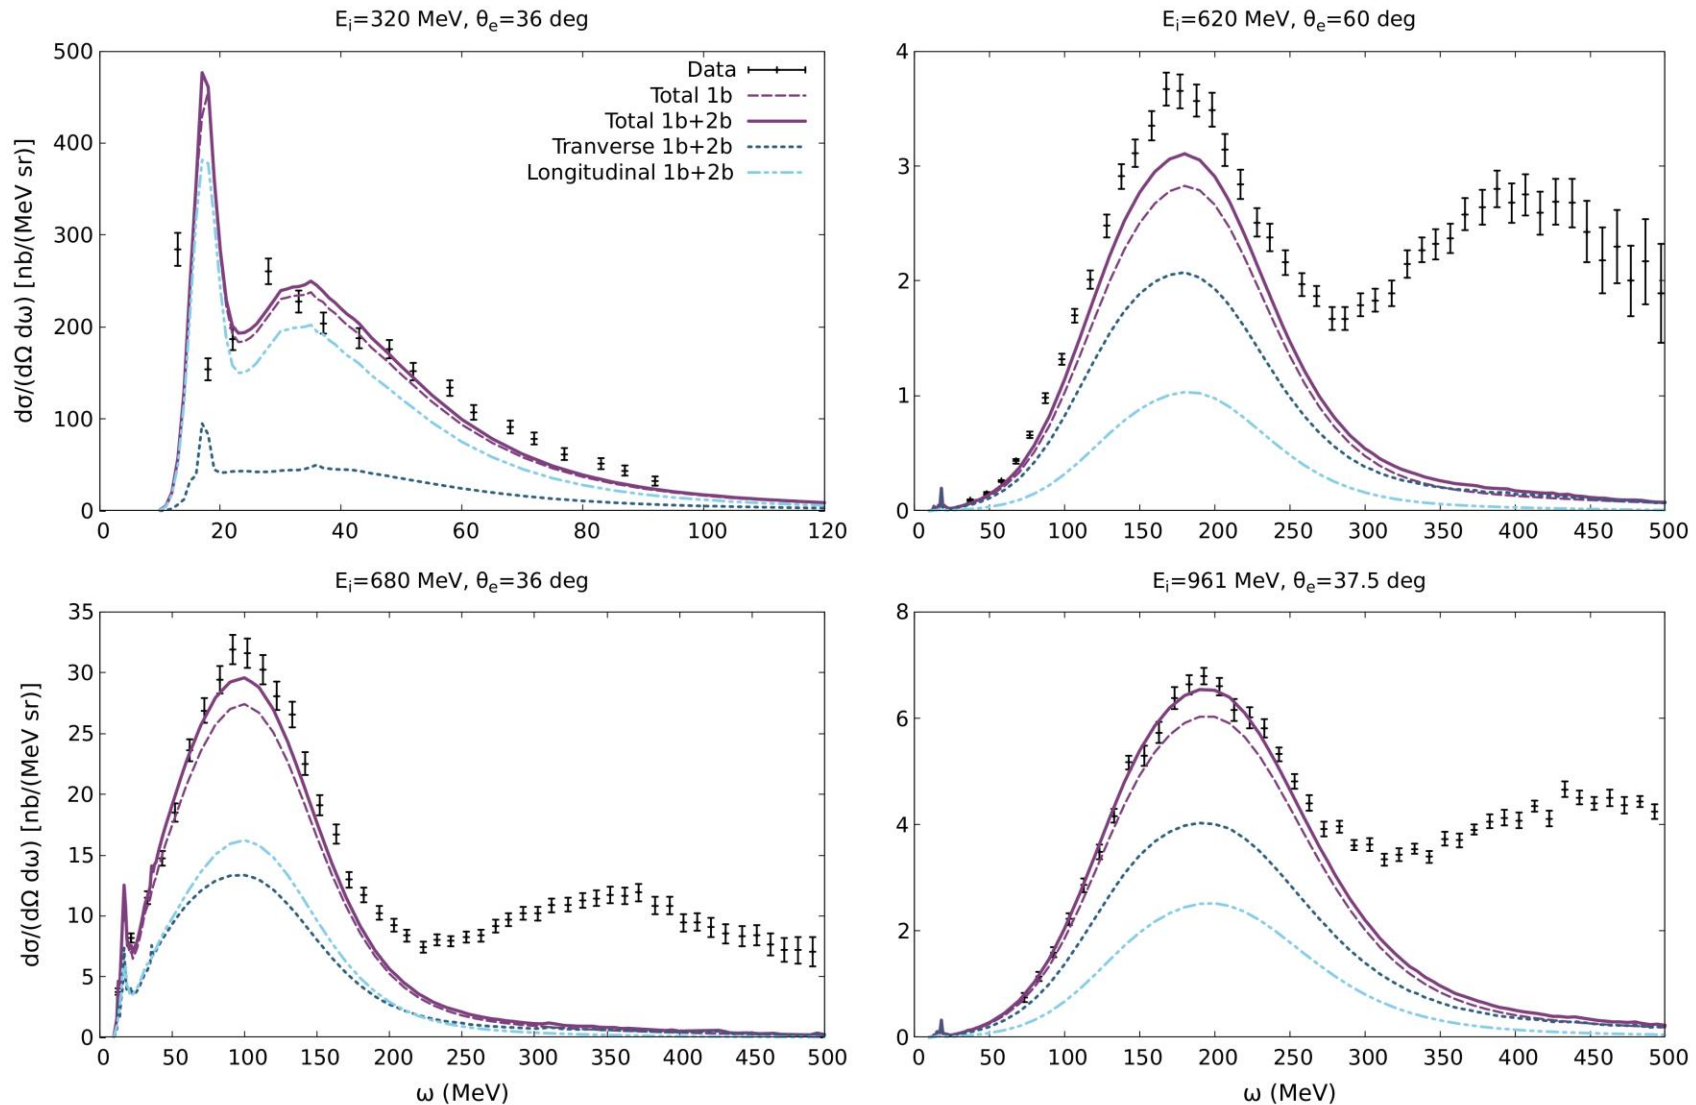 E_i=320 MeV, θ_e=36 deg
dσ/(dΩ dω) [nb/(MeV sr)]
500
400
300
200
100
0
Data
Total 1b
Total 1b+2b
Tranverse 1b+2b
Longitudinal 1b+2b
0 20 40 60 80 100 120
E_i=620 MeV, θ_e=60 deg
4
3
2
1
0
0 50 100 150 200 250 300 350 400 450 500
E_i=680 MeV, θ_e=36 deg
dσ/(dΩ dω) [nb/(MeV sr)]
35
30
25
20
15
10
5
0
0 50 100 150 200 250 300 350 400 450 500
ω (MeV)
E_i=961 MeV, θ_e=37.5 deg
8
6
4
2
0
0 50 100 150 200 250 300 350 400 450 500
ω (MeV)